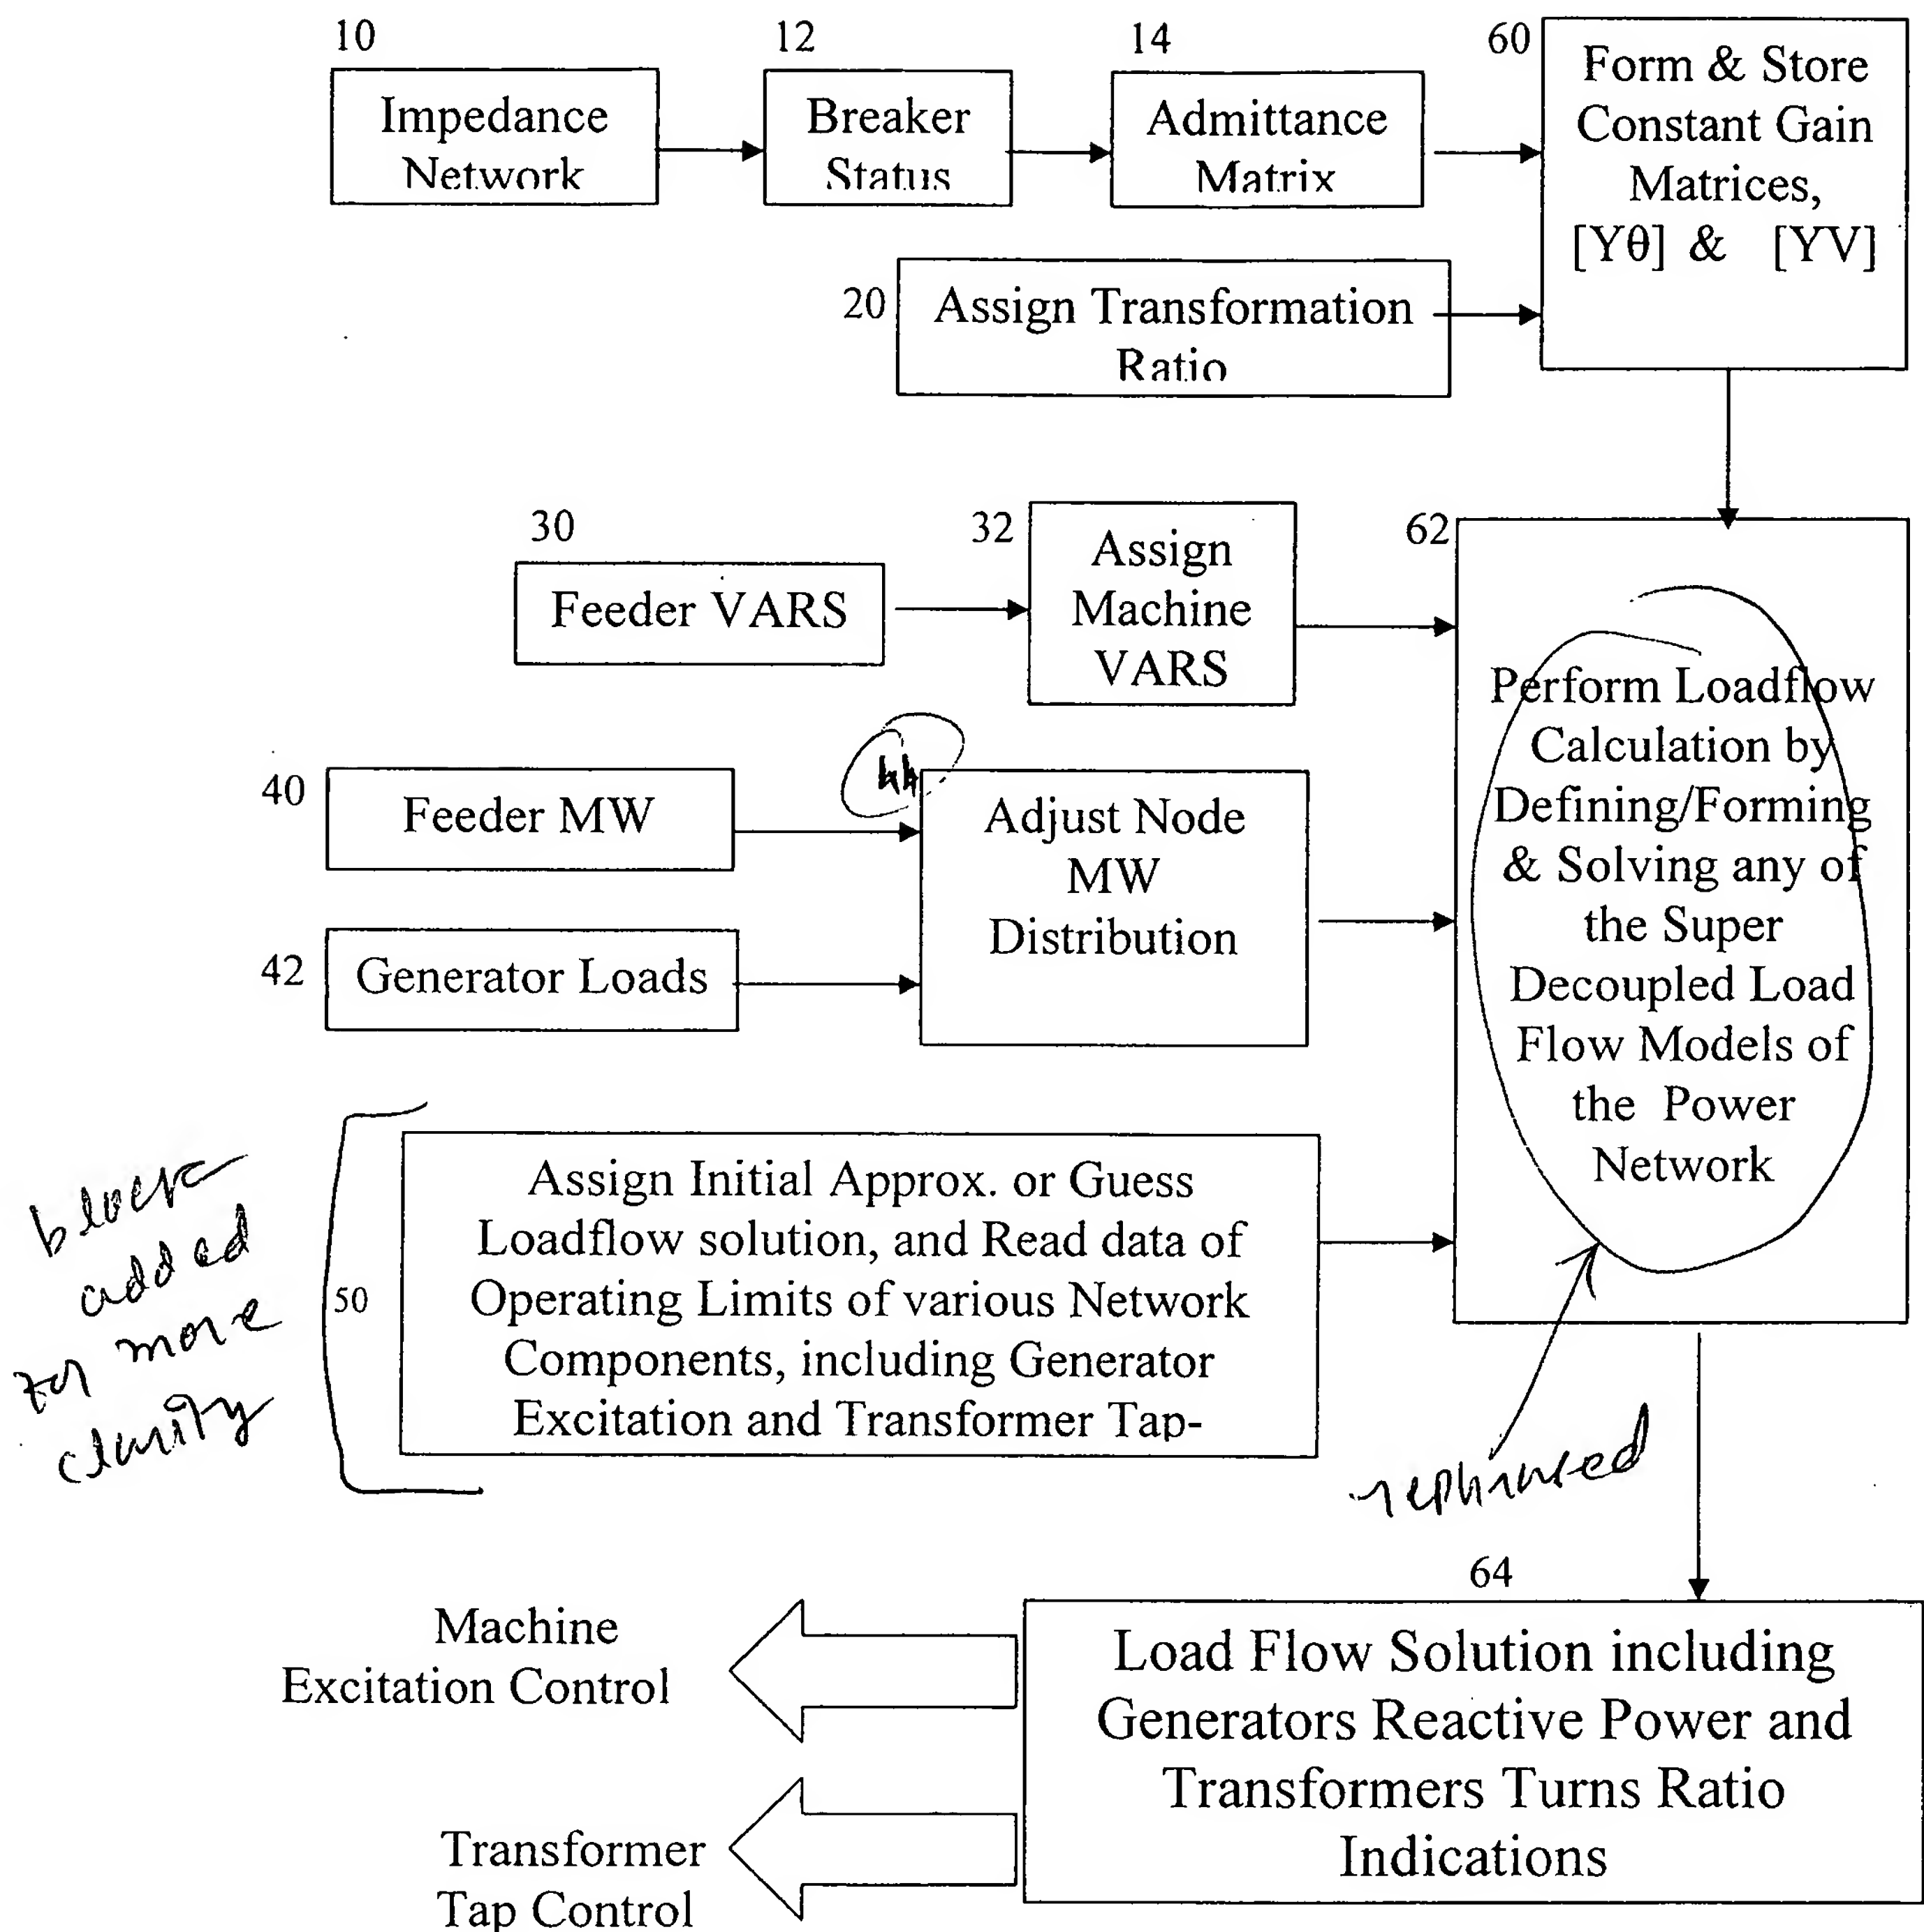 10
Impedance
Network
12
Breaker
Status
14
Admittance
Matrix
60
Form & Store
Constant Gain
Matrices,
[Yθ] & [YV]
20
Assign Transformation
Ratio
30
Feeder VARS
32
Assign
Machine
VARS
62
Perform Loadflow
Calculation by
Defining/Forming
& Solving any of
the Super
Decoupled Load
Flow Models of
the Power
Network
40
Feeder MW
44
Adjust Node
MW
Distribution
42
Generator Loads
block
added
for more
clarity
50
Assign Initial Approx. or Guess
Loadflow solution, and Read data of
Operating Limits of various Network
Components, including Generator
Excitation and Transformer Tap-
rephrased
64
Load Flow Solution including
Generators Reactive Power and
Transformers Turns Ratio
Indications
Machine
Excitation Control
Transformer
Tap Control